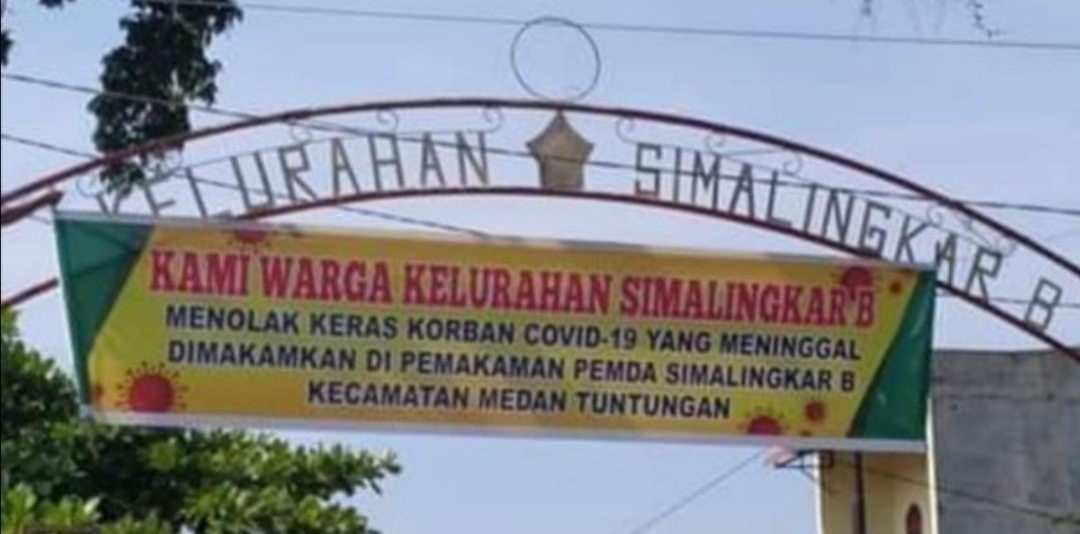 KELURAHAN SIMALINGKAR B
KAMI WARGA KELURAHAN SIMALINGKAR B
MENOLAK KERAS KORBAN COVID-19 YANG MENINGGAL
DIMAKAMKAN DI PEMAKAMAN PEMDA SIMALINGKAR B
KECAMATAN MEDAN TUNTUNGAN